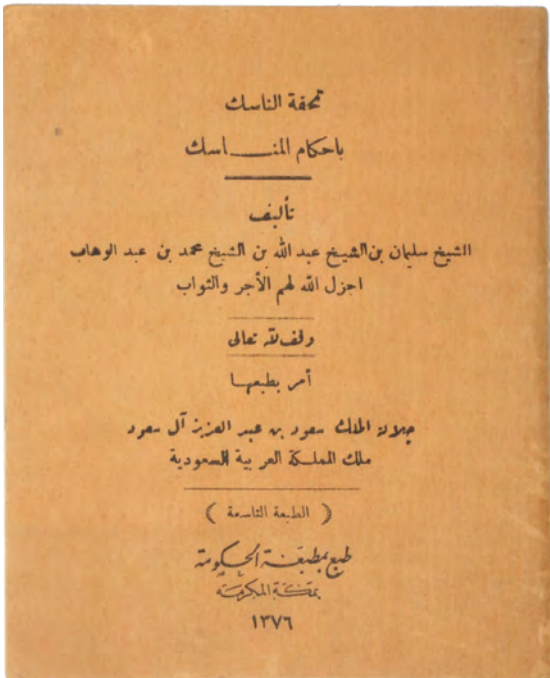 تحفة الناسك
باحكام المنـــاسك
تأليف
الشيخ سليمان بن الشيخ عبد الله بن الشيخ محمد بن عبد الوهاب
اجزل الله لهم الأجر والثواب
وقف لله تعالى
أمر بطبعها
جلالة الملك سعود بن عبد العزيز آل سعود
ملك المملكة العربية السعودية
( الطبعة التاسعة )
طبع بمطبعة الحكومة
بمكة المكرمة
١٣٧٦